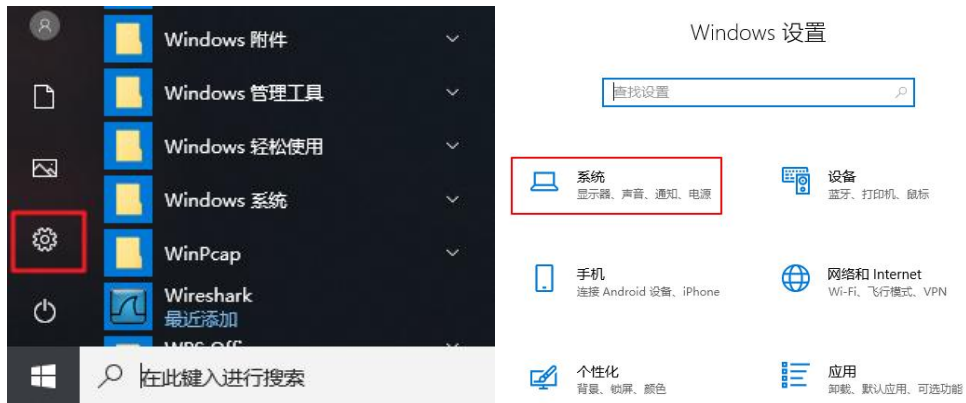 Windows 附件
Windows 管理工具
Windows 轻松使用
Windows 系统
WinPcap
Wireshark
最近添加
在此键入进行搜索
Windows 设置
查找设置
系统
显示器、声音、通知、电源
设备
蓝牙、打印机、鼠标
手机
连接 Android 设备、iPhone
网络和 Internet
Wi-Fi、飞行模式、VPN
个性化
背景、锁屏、颜色
应用
卸载、默认应用、可选功能